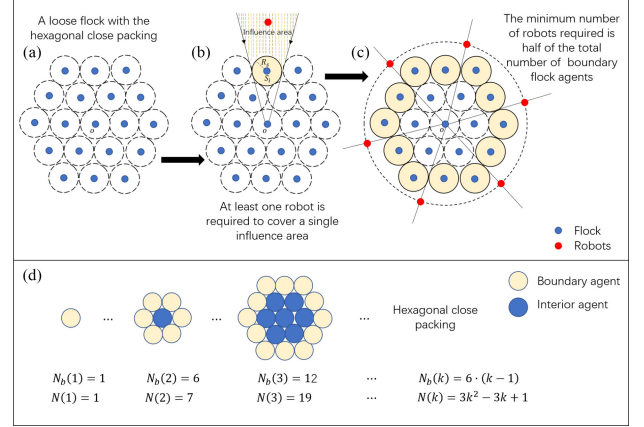 A loose flock with the
hexagonal close packing
(a)
o
(b)
Influence area
R_s
S_i
o
At least one robot is
required to cover a single
influence area
(c)
o
The minimum number
of robots required is
half of the total
number of boundary
flock agents
Flock
Robots
(d)
... ... ... Hexagonal close
packing
Boundary agent
Interior agent
N_b(1) = 1 N_b(2) = 6 N_b(3) = 12 ... N_b(k) = 6 · (k − 1)
N(1) = 1 N(2) = 7 N(3) = 19 ... N(k) = 3k² − 3k + 1